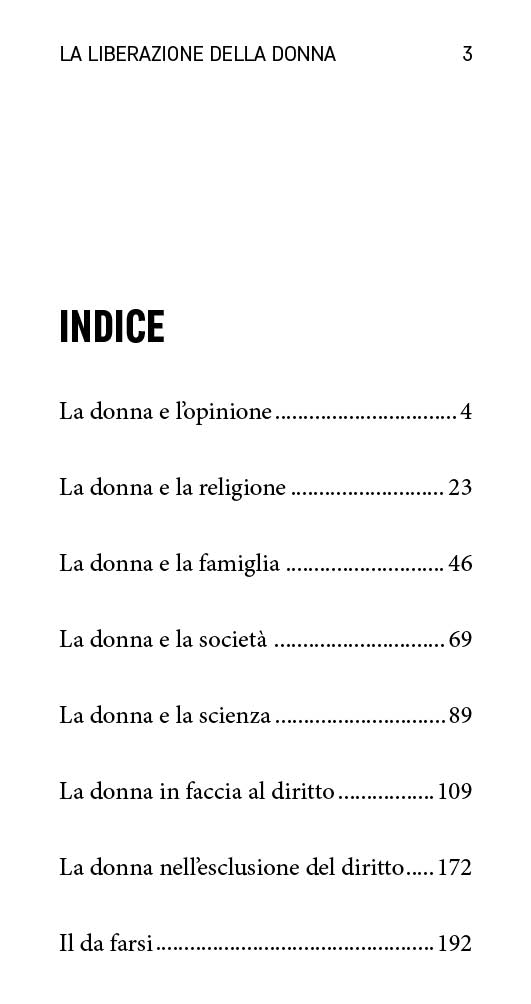 LA LIBERAZIONE DELLA DONNA 3
INDICE
La donna e l’opinione................................4
La donna e la religione ........................... 23
La donna e la famiglia ............................ 46
La donna e la società .............................. 69
La donna e la scienza..............................89
La donna in faccia al diritto.................109
La donna nell’esclusione del diritto.....172
Il da farsi.................................................192